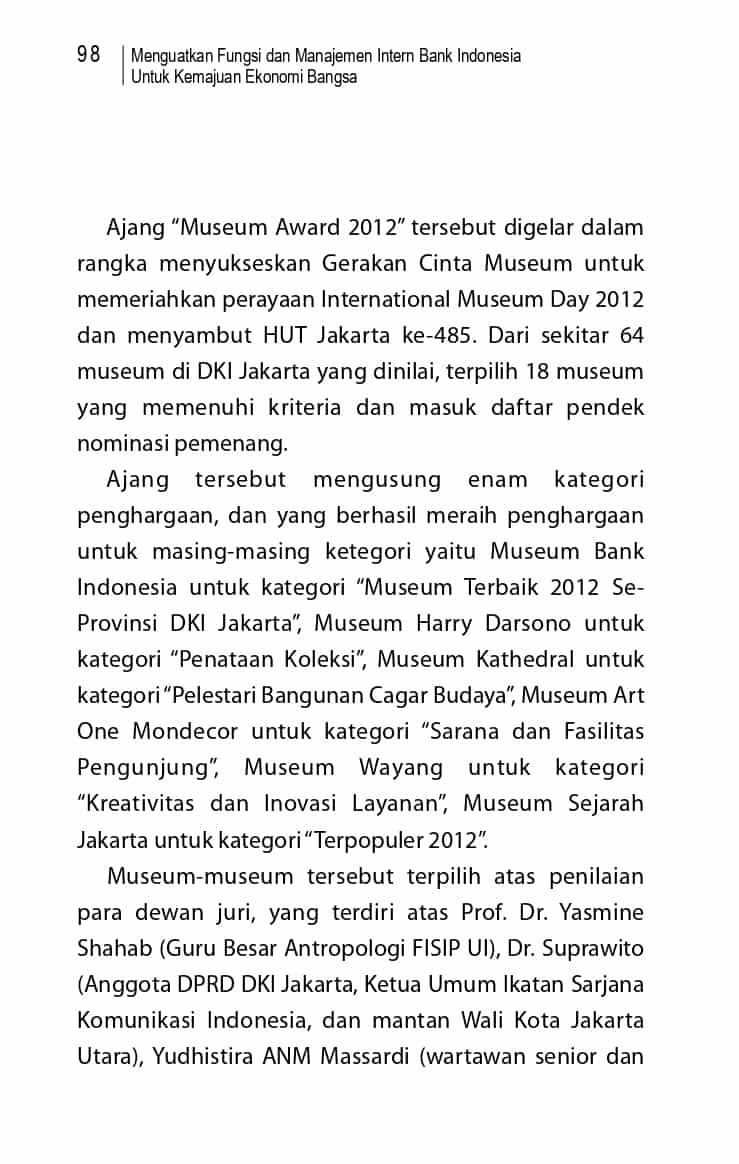 98
Menguatkan Fungsi dan Manajemen Intern Bank Indonesia
Untuk Kemajuan Ekonomi Bangsa
Ajang “Museum Award 2012” tersebut digelar dalam
rangka menyukseskan Gerakan Cinta Museum untuk
memeriahkan perayaan International Museum Day 2012
dan menyambut HUT Jakarta ke-485. Dari sekitar 64
museum di DKI Jakarta yang dinilai, terpilih 18 museum
yang memenuhi kriteria dan masuk daftar pendek
nominasi pemenang.
Ajang tersebut mengusung enam kategori
penghargaan, dan yang berhasil meraih penghargaan
untuk masing-masing ketegori yaitu Museum Bank
Indonesia untuk kategori “Museum Terbaik 2012 Se-
Provinsi DKI Jakarta”, Museum Harry Darsono untuk
kategori “Penataan Koleksi”, Museum Kathedral untuk
kategori “Pelestari Bangunan Cagar Budaya”, Museum Art
One Mondecor untuk kategori “Sarana dan Fasilitas
Pengunjung”, Museum Wayang untuk kategori
“Kreativitas dan Inovasi Layanan”, Museum Sejarah
Jakarta untuk kategori “Terpopuler 2012”.
Museum-museum tersebut terpilih atas penilaian
para dewan juri, yang terdiri atas Prof. Dr. Yasmine
Shahab (Guru Besar Antropologi FISIP UI), Dr. Suprawito
(Anggota DPRD DKI Jakarta, Ketua Umum Ikatan Sarjana
Komunikasi Indonesia, dan mantan Wali Kota Jakarta
Utara), Yudhistira ANM Massardi (wartawan senior dan